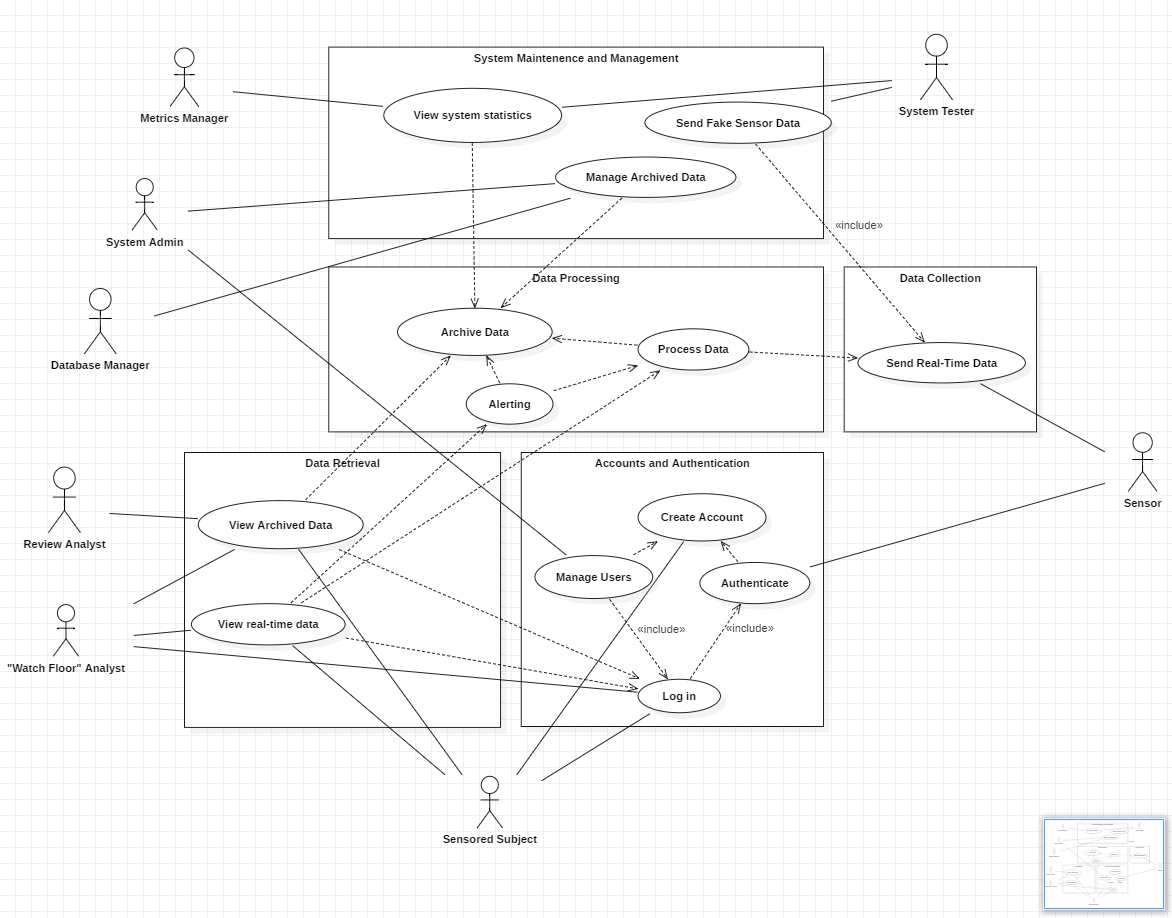 System Maintenence and Management
Metrics Manager
View system statistics
Send Fake Sensor Data
System Tester
Manage Archived Data
System Admin
«include»
Data Processing
Data Collection
Database Manager
Archive Data
Process Data
Send Real-Time Data
Alerting
Data Retrieval
Accounts and Authentication
Review Analyst
View Archived Data
Create Account
Sensor
Manage Users
Authenticate
"Watch Floor" Analyst
View real-time data
«include»
«include»
Log in
Sensored Subject